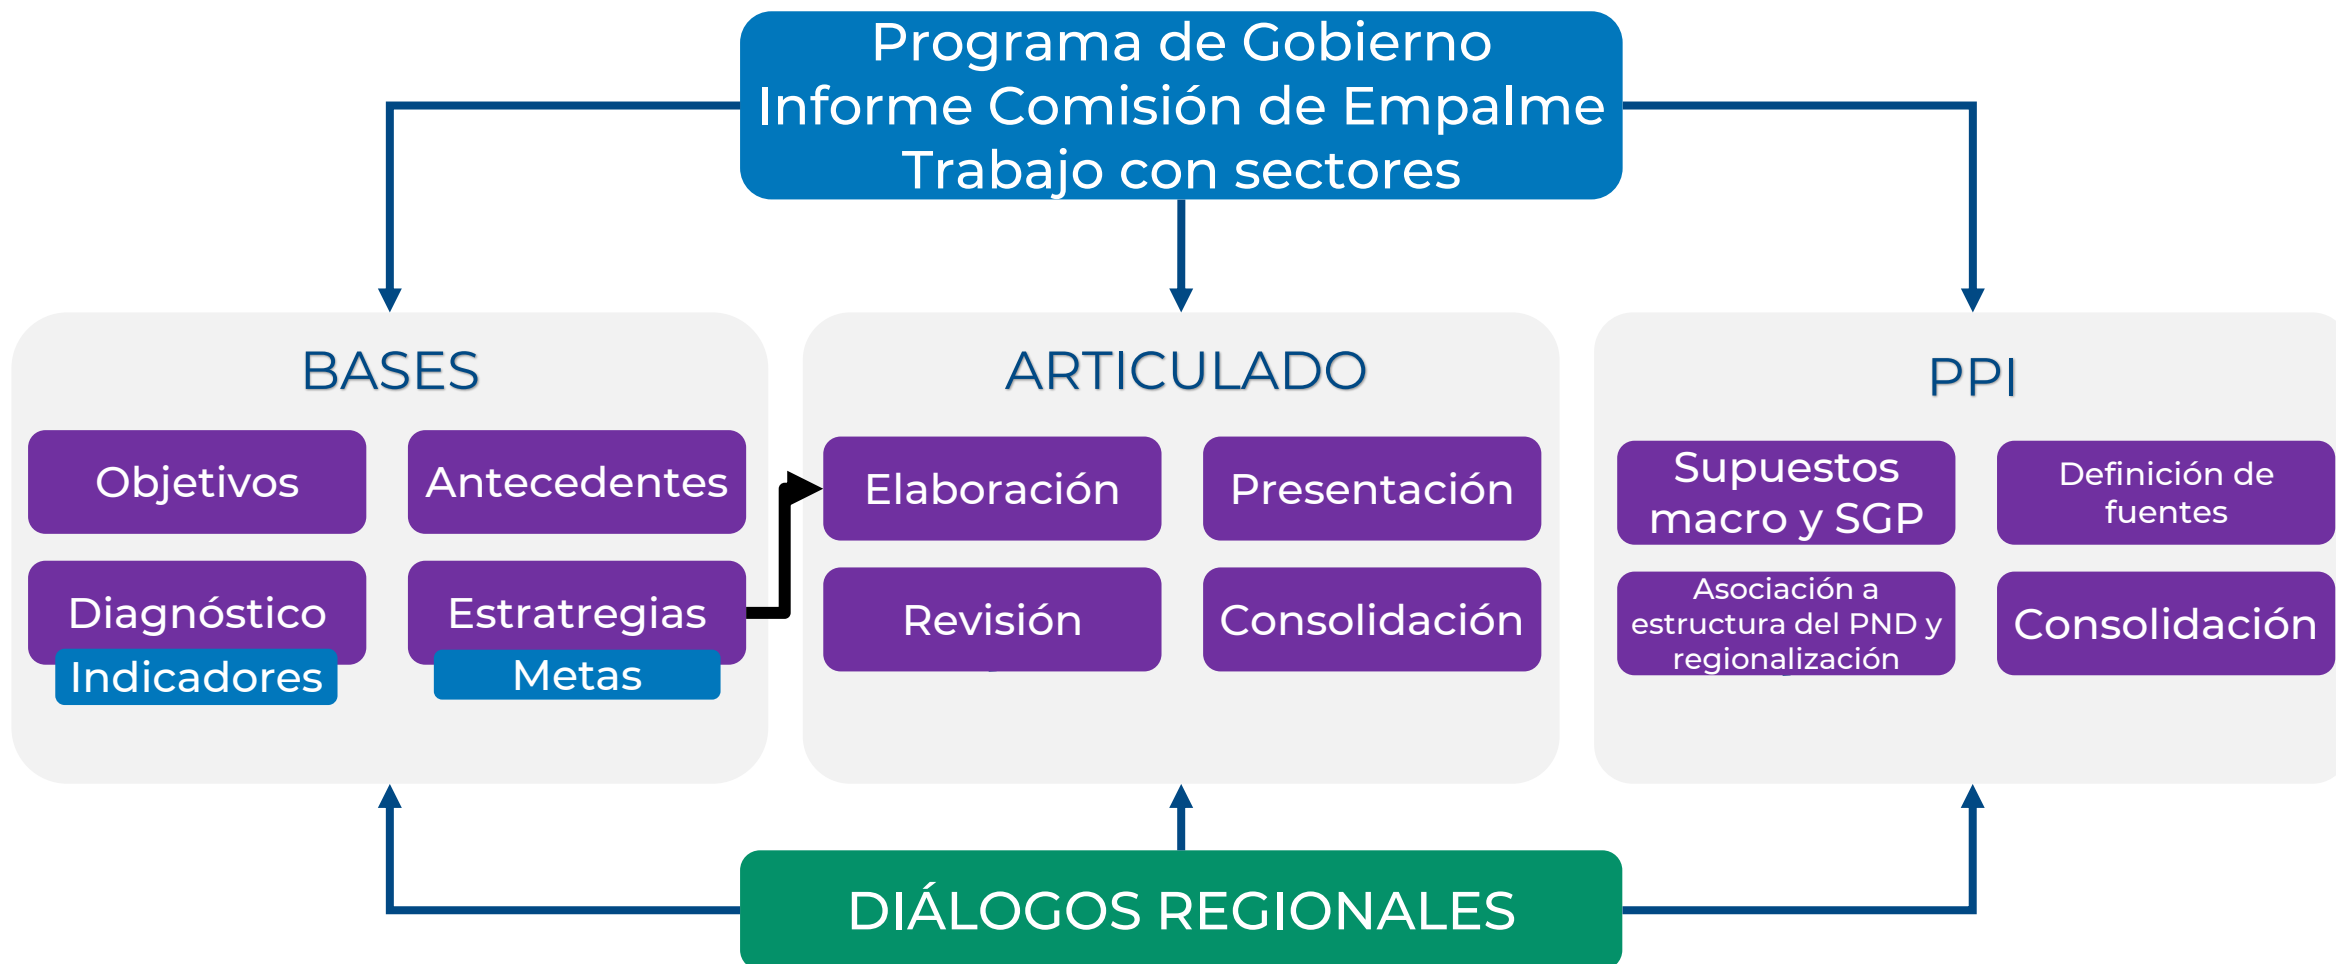 Programa de Gobierno
Informe Comisión de Empalme
Trabajo con sectores
BASES
Objetivos
Antecedentes
Diagnóstico
Indicadores
Estratregias
Metas
ARTICULADO
Elaboración
Presentación
Revisión
Consolidación
PPI
Supuestos
macro y SGP
Definición de
fuentes
Asociación a
estructura del PND y
regionalización
Consolidación
DIÁLOGOS REGIONALES